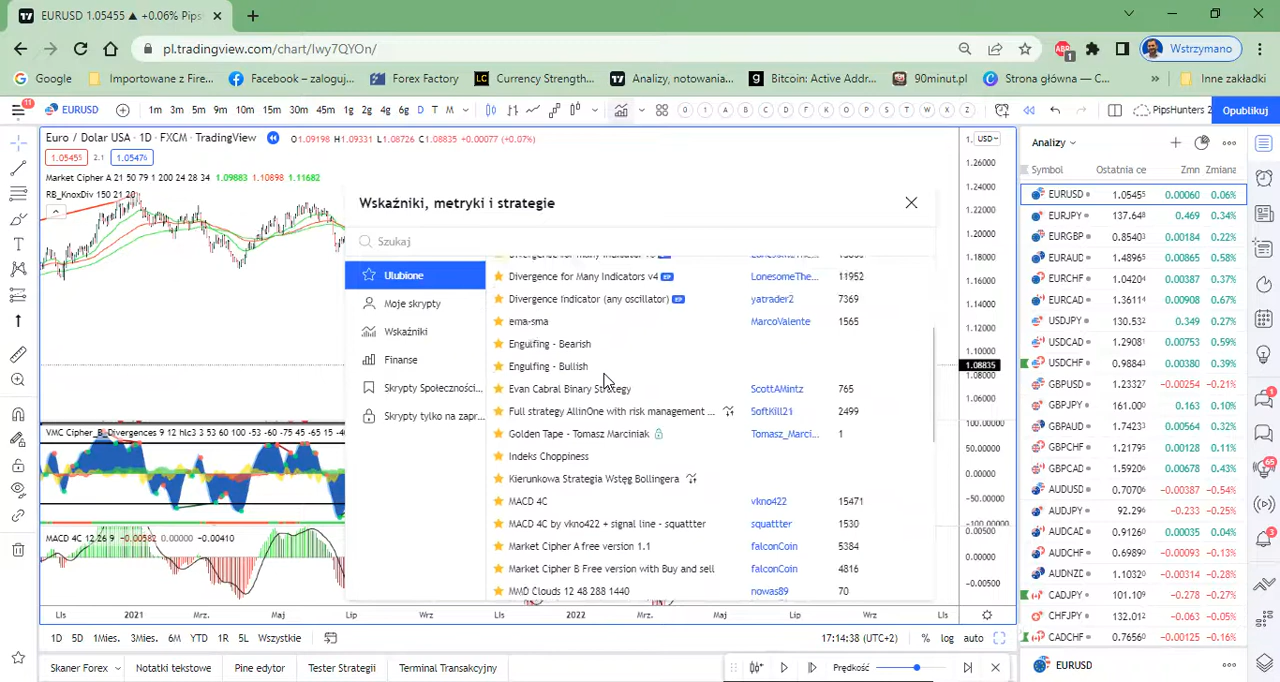 EURUSD 1.05455 ▲ +0.06% Pips
pl.tradingview.com/chart/Iwy7QYOn/
Wstrzymano
Google
Importowane z Fire...
Facebook – zaloguj...
Forex Factory
Currency Strength...
Analizy, notowania...
Bitcoin: Active Addr...
90minut.pl
Strona główna — C...
Inne zakładki
11
EURUSD
1m 3m 5m 9m 10m 15m 30m 45m 1g 2g 4g 6g D T M
PipsHunters 2
Opublikuj
Euro / Dolar USA · 1D · FXCM · TradingView
O1.09198 H1.09331 L1.08726 C1.08835 +0.00077 (+0.07%)
1.05455 2.1 1.05476
Market Cipher A 21 50 79 1 200 24 28 34 1.09883 1.10898 1.11682
RB_KnoxDiv 150 21 20
USD
1.26000
1.24000
1.22000
1.20000
1.18000
1.16000
1.14000
1.12000
1.10000
1.08835
1.08000
1.06000
100.00000
50.00000
0.00000
-50.00000
-100.00000
0.00500
0.00000
-0.00500
Wskaźniki, metryki i strategie
Szukaj
Ulubione
Moje skrypty
Wskaźniki
Finanse
Skrypty Społecznośći...
Skrypty tylko na zapr...
Divergence for Many Indicators v4 LonesomeThe... 11952
Divergence Indicator (any oscillator) yatrader2 7369
ema-sma MarcoValente 1565
Engulfing - Bearish
Engulfing - Bullish
Evan Cabral Binary Strategy ScottAMintz 765
Full strategy AllinOne with risk management ... SoftKill21 2499
Golden Tape - Tomasz Marciniak Tomasz_Marci... 1
Indeks Choppiness
Kierunkowa Strategia Wstęg Bollingera
MACD 4C vkno422 15471
MACD 4C by vkno422 + signal line - squattter squattter 1530
Market Cipher A free version 1.1 falconCoin 5384
Market Cipher B Free version with Buy and sell falconCoin 4816
MMD Clouds 12 48 288 1440 nowas89 70
VMC Cipher_B_Divergences 9 12 hlc3 3 53 60 100 -53 -60 -75 45 -65 15 -4
MACD 4C 12 26 9 -0.00582 0.00000 -0.00410
Lis 2021 Mrz. Maj Lip Wrz Lis 2022 Mrz. Maj Lip Wrz Lis
1D 5D 1Mies. 3Mies. 6M YTD 1R 5L Wszystkie
17:14:38 (UTC+2)
% log auto
Skaner Forex
Notatki tekstowe
Pine edytor
Tester Strategii
Terminal Transakcyjny
Prędkość
Analizy
Symbol Ostatnia ce Zmn Zmiana
EURUSD 1.05455 0.00060 0.06%
EURJPY 137.648 0.469 0.34%
EURGBP 0.85403 0.00184 0.22%
EURAUD 1.48965 0.00865 0.58%
EURCHF 1.04204 0.00389 0.37%
EURCAD 1.36114 0.00908 0.67%
USDJPY 130.532 0.349 0.27%
USDCAD 1.29081 0.00753 0.59%
USDCHF 0.98843 0.00380 0.39%
GBPUSD 1.23327 -0.00254 -0.21%
GBPJPY 161.000 0.163 0.10%
GBPAUD 1.74233 0.00564 0.32%
GBPCHF 1.21795 0.00128 0.11%
GBPCAD 1.59206 0.00678 0.43%
AUDUSD 0.70706 -0.00387 -0.54%
AUDJPY 92.294 -0.233 -0.25%
AUDCAD 0.91260 0.00035 0.04%
AUDCHF 0.69890 -0.00093 -0.13%
AUDNZD 1.10320 -0.00314 -0.28%
CADJPY 101.109 -0.278 -0.27%
CHFJPY 132.012 -0.063 -0.05%
CADCHF 0.76560 -0.00125 -0.16%
EURUSD